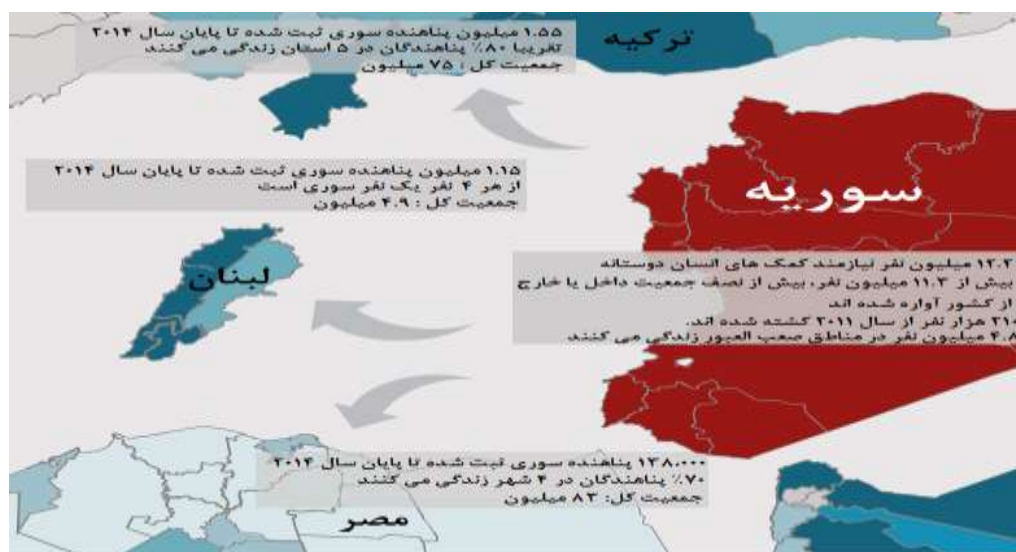 ۱.۵۵ میلیون پناهنده سوری ثبت شده تا پایان سال ۲۰۱۴
تقریبا ۸۰٪ پناهندگان در ۵ استان زندگی می کنند
جمعیت کل : ۷۵ میلیون
ترکیه
۱.۱۵ میلیون پناهنده سوری ثبت شده تا پایان سال ۲۰۱۴
از هر ۴ نفر یک نفر سوری است
جمعیت کل : ۴.۹ میلیون
سوریه
لبنان
میلیون نفر نیازمند کمک های انسان دوستانه
بیش از ۱۱.۳ میلیون نفر، بیش از نصف جمعیت داخل یا خارج
از کشور آواره شده اند
۲۱۰ هزار نفر از سال ۲۰۱۱ کشته شده اند.
۴.۸ میلیون نفر در مناطق صعب العبور زندگی می کنند
۱۳۸،۰۰۰ پناهنده سوری ثبت شده تا پایان سال ۲۰۱۴
۷۰٪ پناهندگان در ۴ شهر زندگی می کنند
جمعیت کل: ۸۳ میلیون
مصر